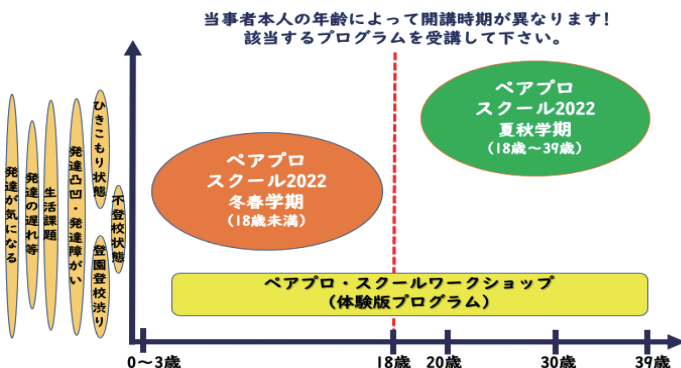 当事者本人の年齢によって開講時期が異なります!
該当するプログラムを受講して下さい。
発達が気になる
発達の遅れ等
生活課題
発達凸凹・発達障がい
ひきこもり状態
登園登校渋り
不登校状態
ペアプロ
スクール2022
冬春学期
(18歳未満)
ペアプロ
スクール2022
夏秋学期
(18歳~39歳)
ペアプロ・スクールワークショップ
(体験版プログラム)
0~3歳
18歳
20歳
30歳
39歳